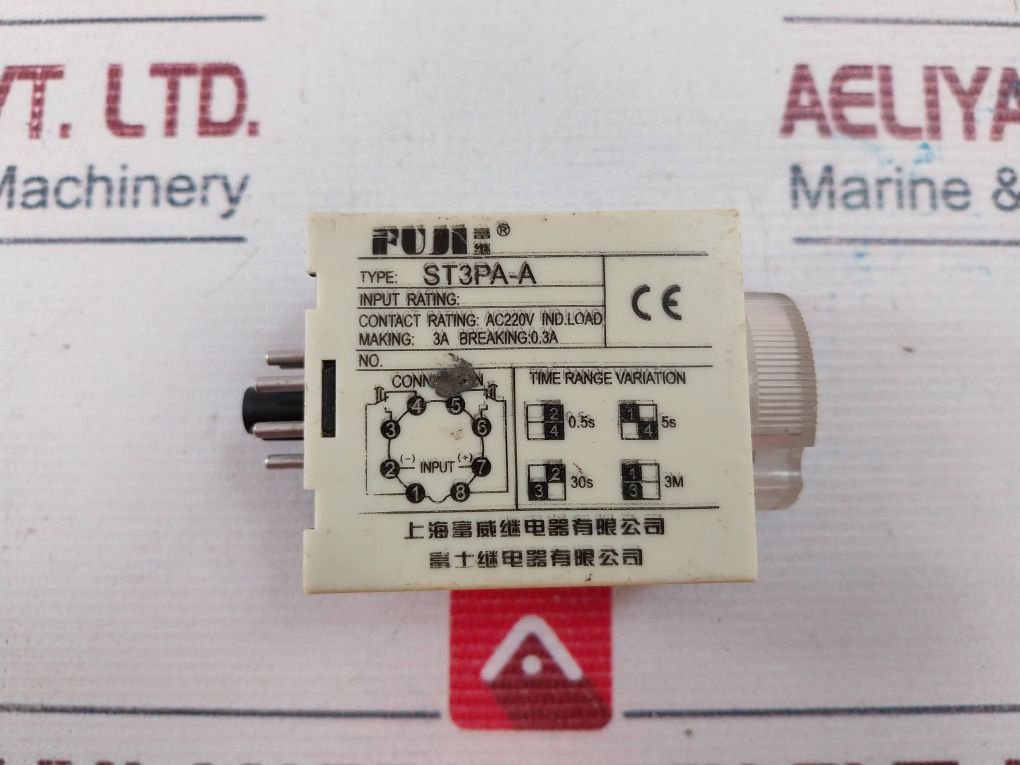 VT. LTD.
AELIYA
Machinery
Marine &
FUJI 富继®
TYPE: ST3PA-A
INPUT RATING:
CONTACT RATING: AC220V IND.LOAD
MAKING: 3A BREAKING:0.3A
CE
NO.
TIME RANGE VARIATION
4 5
3 6
2 (-) INPUT (+) 7
1 8
2 4 0.5s
1 4 5s
2 3 30s
1 3 3M
上海富威继电器有限公司
富士继电器有限公司